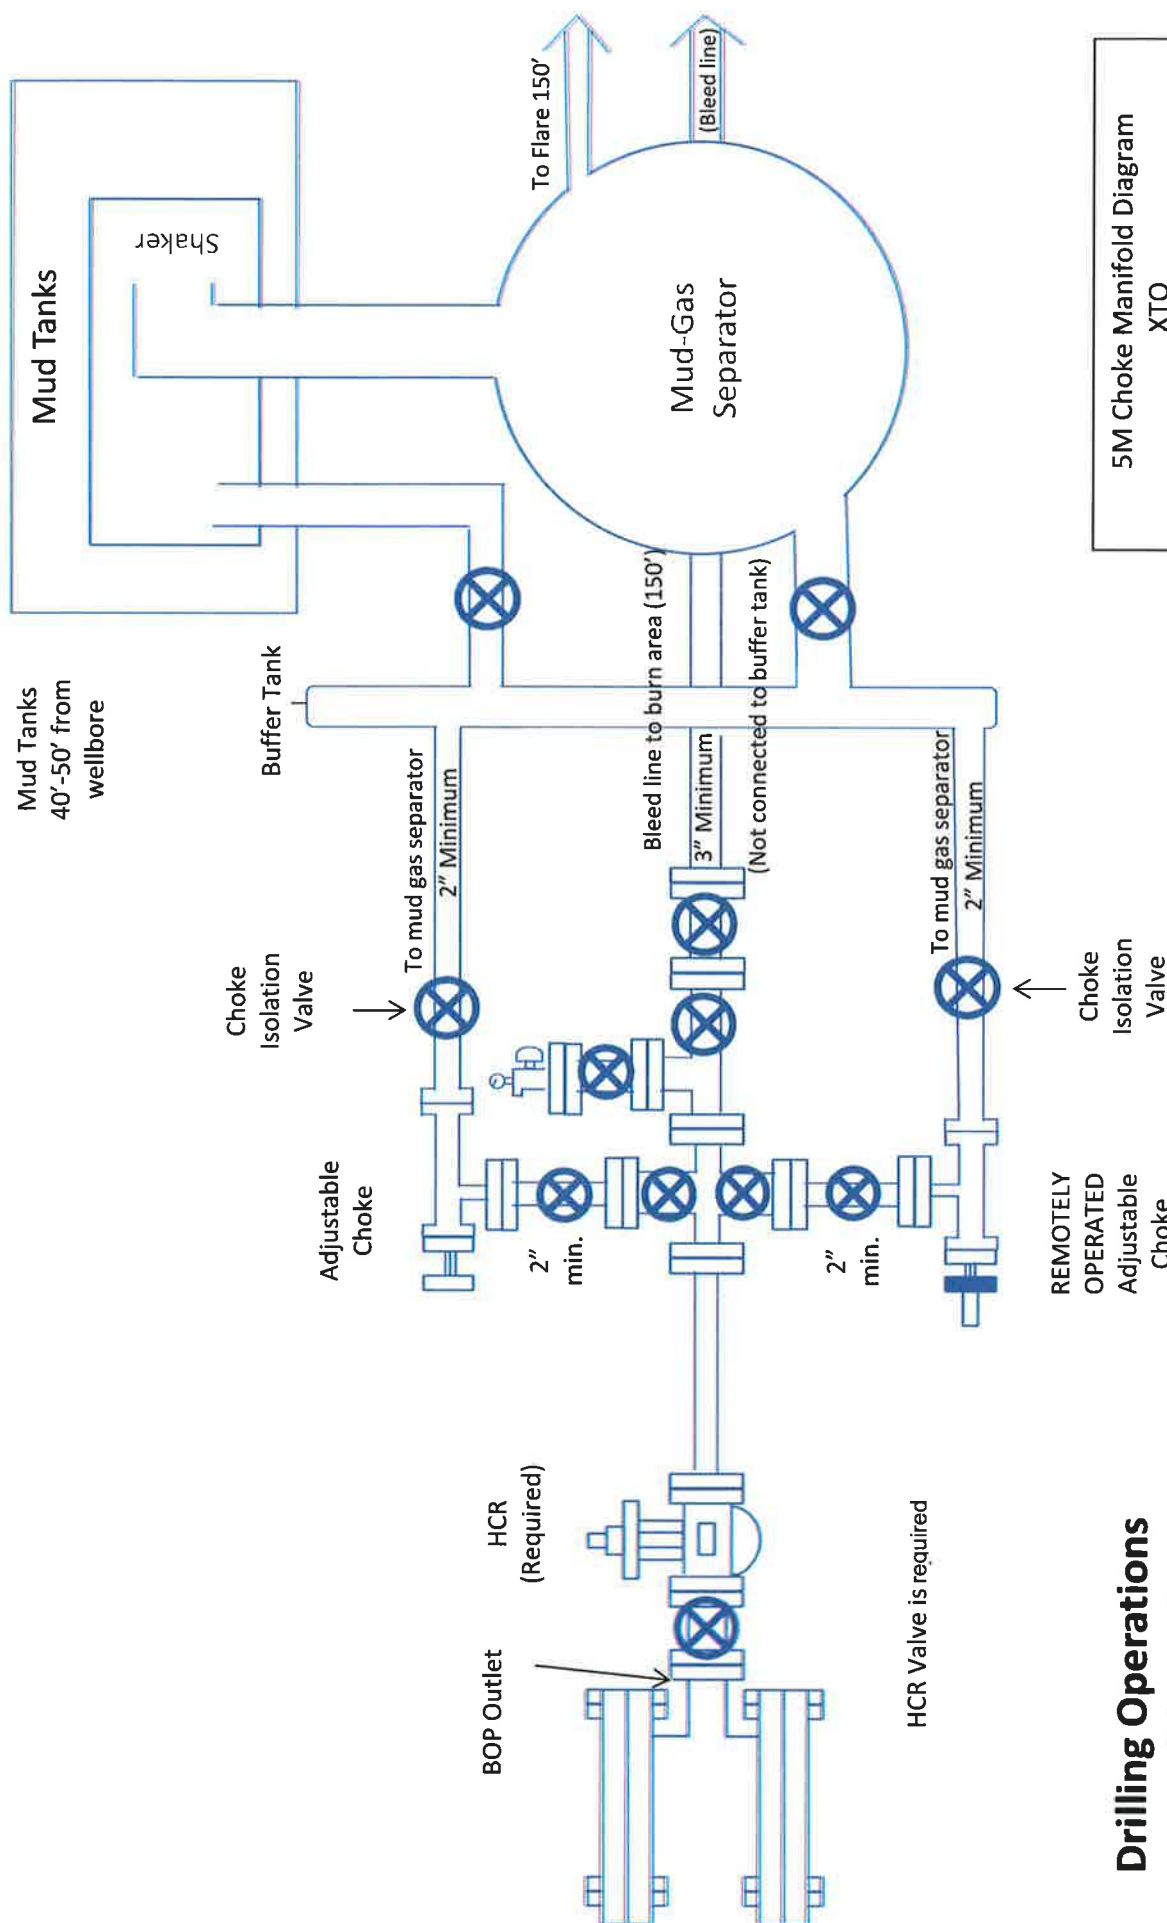 Mud Tanks
40'-50' from
wellbore
Mud Tanks
Shaker
Buffer Tank
To Flare 150'
Choke
Isolation
Valve
To mud gas separator
2" Minimum
Adjustable
Choke
Mud-Gas
Separator
(Bleed line)
Bleed line to burn area (150')
3" Minimum
(Not connected to buffer tank)
HCR
(Required)
BOP Outlet
2"
min.
2"
min.
To mud gas separator
2" Minimum
HCR Valve is required
REMOTELY
OPERATED
Adjustable
Choke
Choke
Isolation
Valve
Drilling Operations
5M Choke Manifold Diagram
XTO